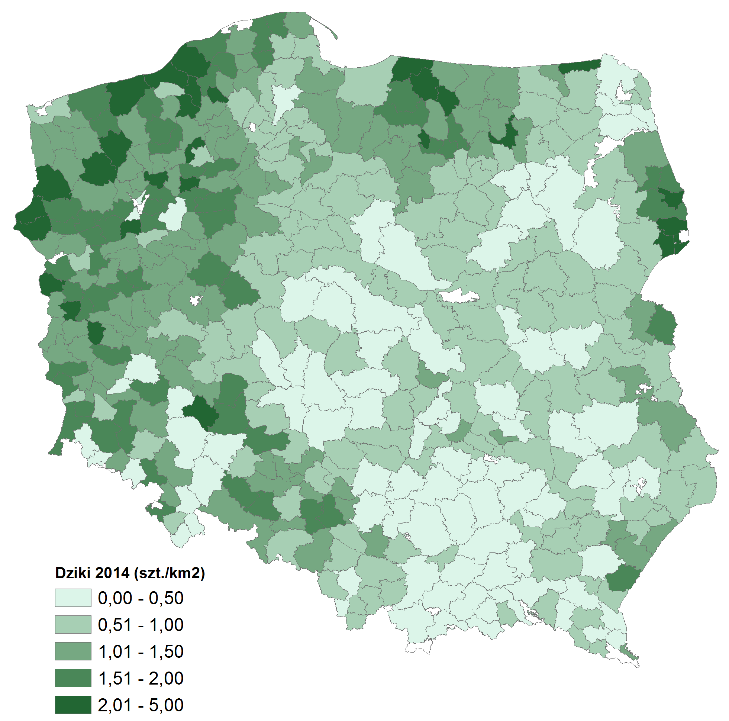 Dziki 2014 (szt./km2)
0,00 - 0,50
0,51 - 1,00
1,01 - 1,50
1,51 - 2,00
2,01 - 5,00